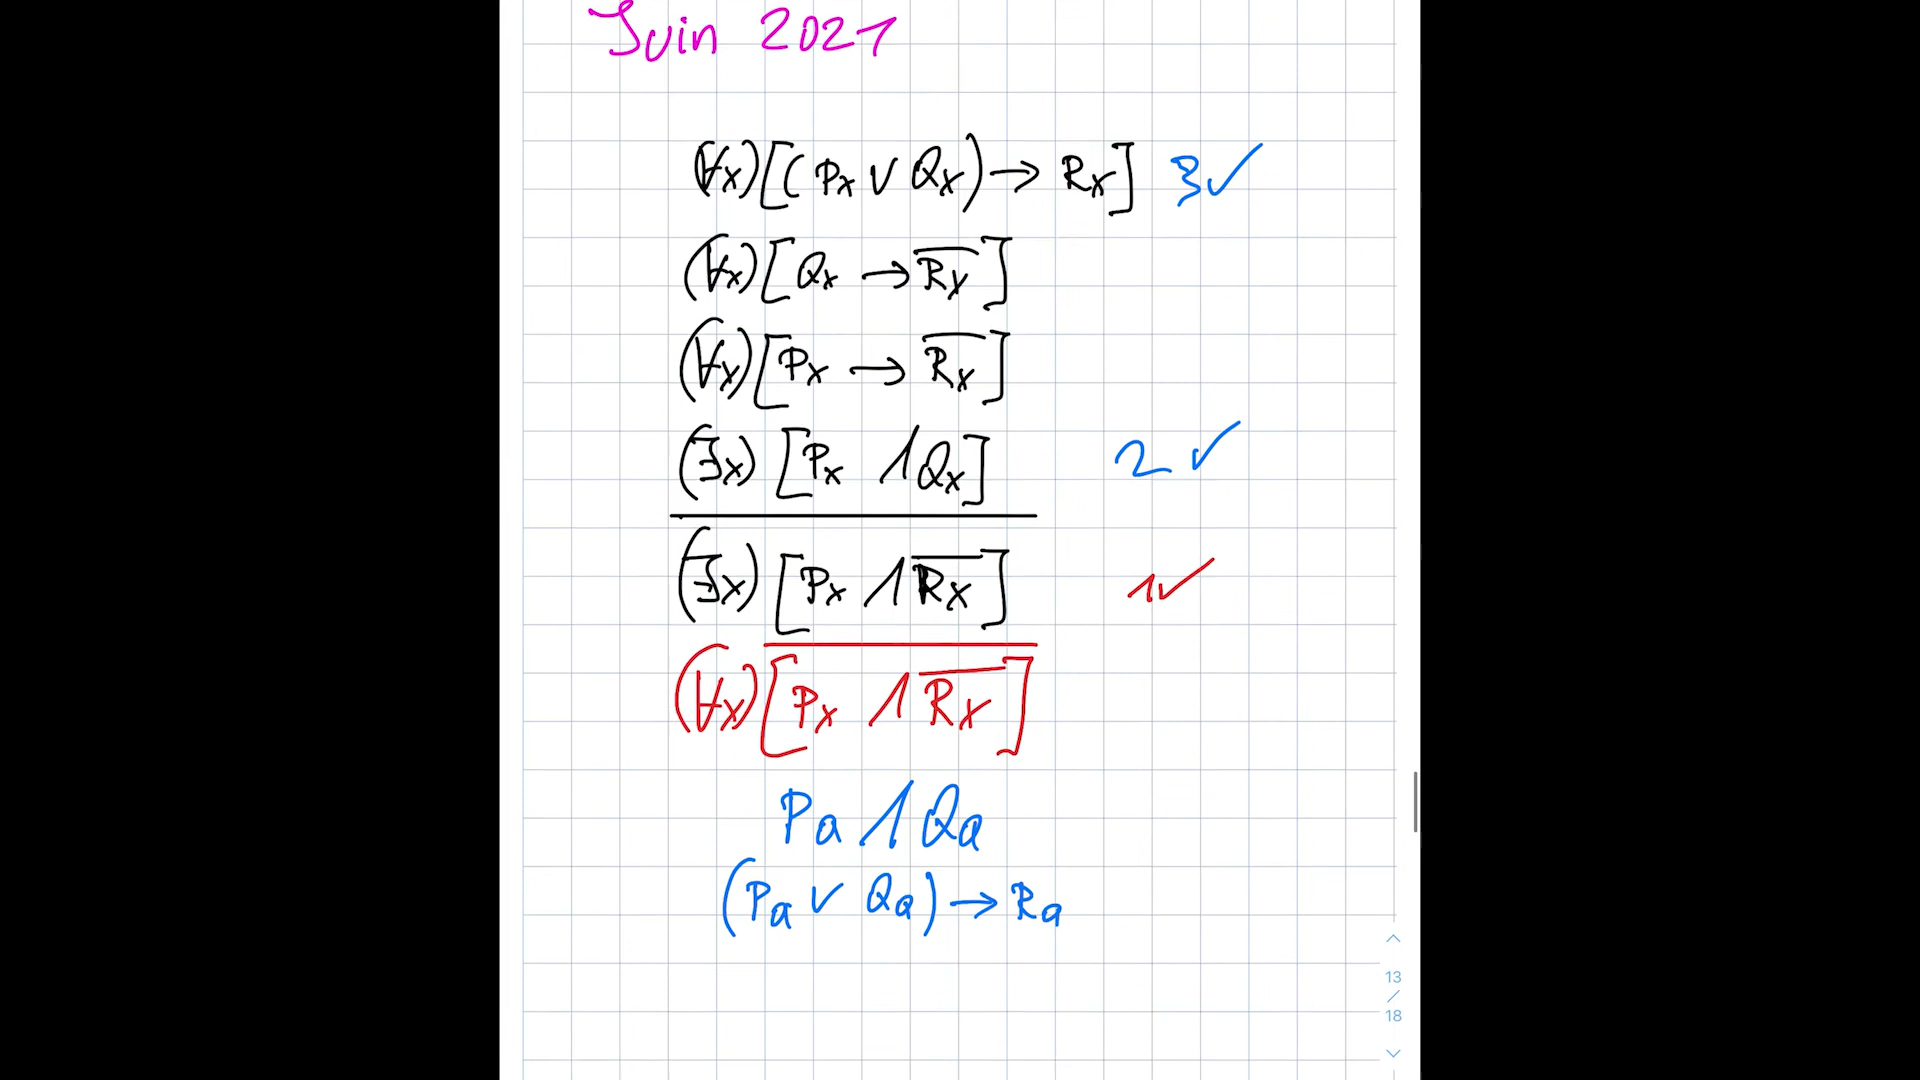 Juin 2021
(∀x)[(Px ∨ Qx) → Rx] 3✓
(∀x)[Qx → R̅x̅]
(∀x)[Px → R̅x̅]
(∃x)[Px ∧ Qx] 2✓
(∃x)[Px ∧ R̅x̅] 1✓
(∀x)[Px ∧ R̅x̅]
Pa ∧ Qa
(Pa ∨ Qa) → Ra
13
/
18